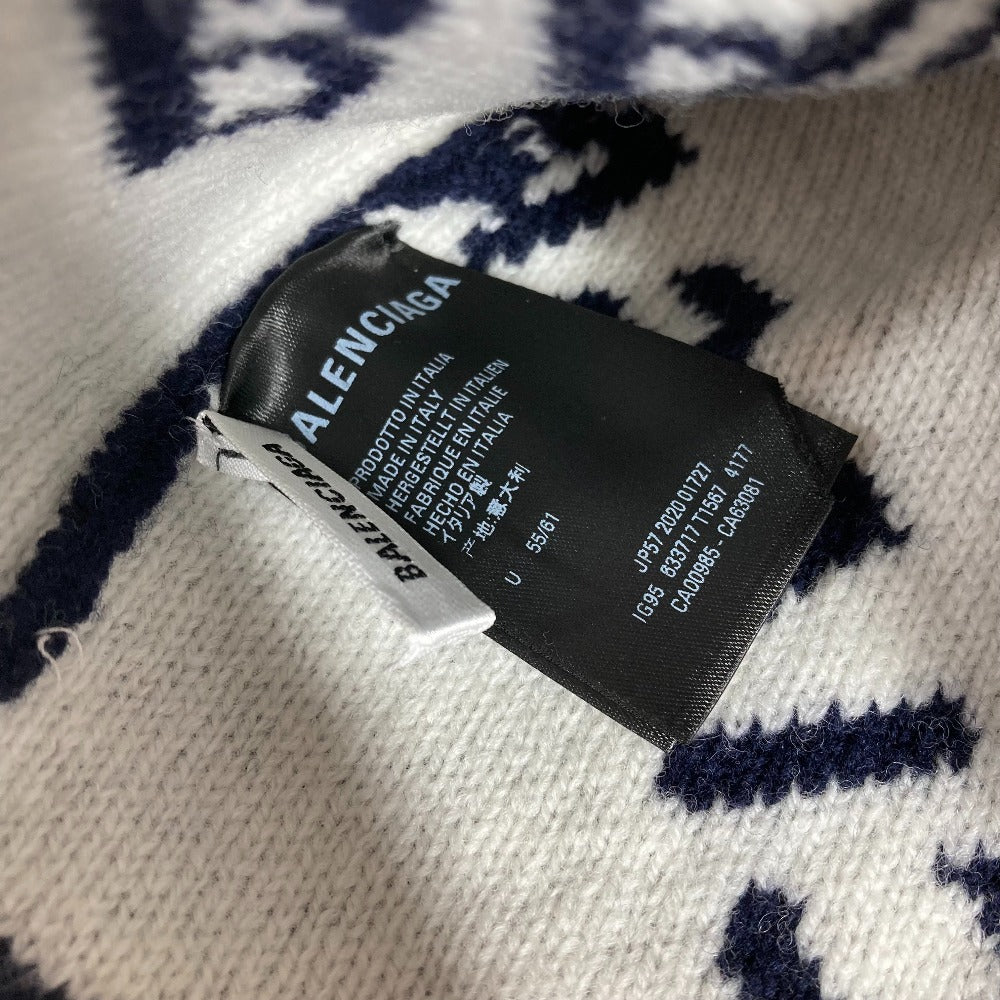 BALENCIAGA
PRODOTTO IN ITALIA
MADE IN ITALY
HERGESTELLT IN ITALIEN
FABRIQUE EN ITALIE
HECHO EN ITALIA
イタリア製
产地:意大利
U 55/61
JP57 2020 01727
IG95 633717 T1567 4177
CA00985 - CA63081
BALENCIAGA